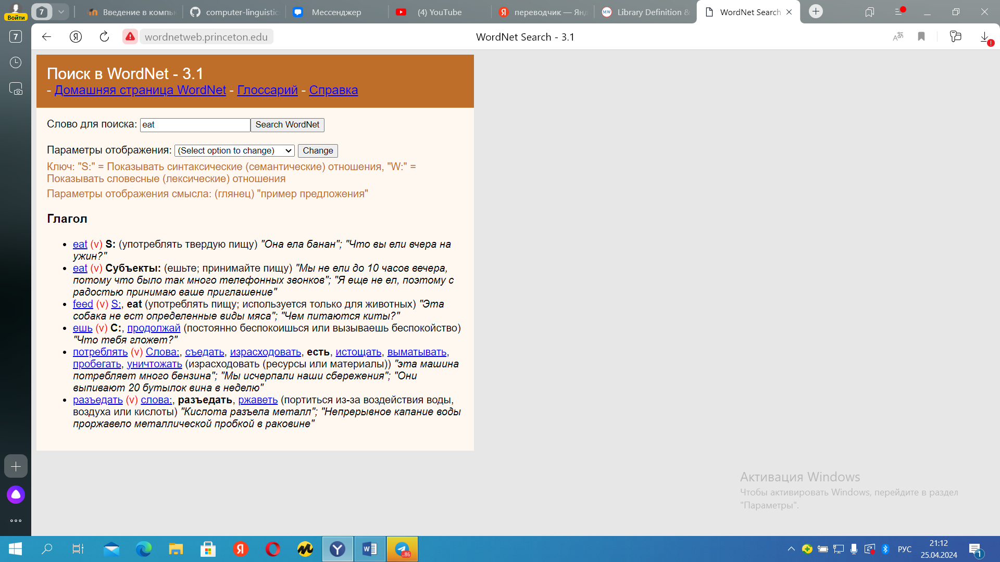 Войти
7
Введение в компь
computer-linguistic
Мессенджер
(4) YouTube
переводчик — Янд
Library Definition &
WordNet Search
7
wordnetweb.princeton.edu
WordNet Search - 3.1
Поиск в WordNet - 3.1
- Домашняя страница WordNet - Глоссарий - Справка
Слово для поиска: eat Search WordNet
Параметры отображения: (Select option to change) Change
Ключ: "S:" = Показывать синтаксические (семантические) отношения, "W:" =
Показывать словесные (лексические) отношения
Параметры отображения смысла: (глянец) "пример предложения"
Глагол
• eat (v) S: (употреблять твердую пищу) "Она ела банан"; "Что вы ели вчера на
ужин?"
• eat (v) Субъекты: (ешьте; принимайте пищу) "Мы не ели до 10 часов вечера,
потому что было так много телефонных звонков"; "Я еще не ел, поэтому с
радостью принимаю ваше приглашение"
• feed (v) S:, eat (употреблять пищу; используется только для животных) "Эта
собака не ест определенные виды мяса"; "Чем питаются киты?"
• ешь (v) С:, продолжай (постоянно беспокоишься или вызываешь беспокойство)
"Что тебя гложет?"
• потреблять (v) Слова:, съедать, израсходовать, есть, истощать, выматывать,
пробегать, уничтожать (израсходовать (ресурсы или материалы)) "эта машина
потребляет много бензина"; "Мы исчерпали наши сбережения"; "Они
выпивают 20 бутылок вина в неделю"
• разъедать (v) слова:, разъедать, ржаветь (портиться из-за воздействия воды,
воздуха или кислоты) "Кислота разъела металл"; "Непрерывное капание воды
проржавело металлической пробкой в раковине"
Активация Windows
Чтобы активировать Windows, перейдите в раздел
"Параметры".
..86
РУС
21:12
25.04.2024
1